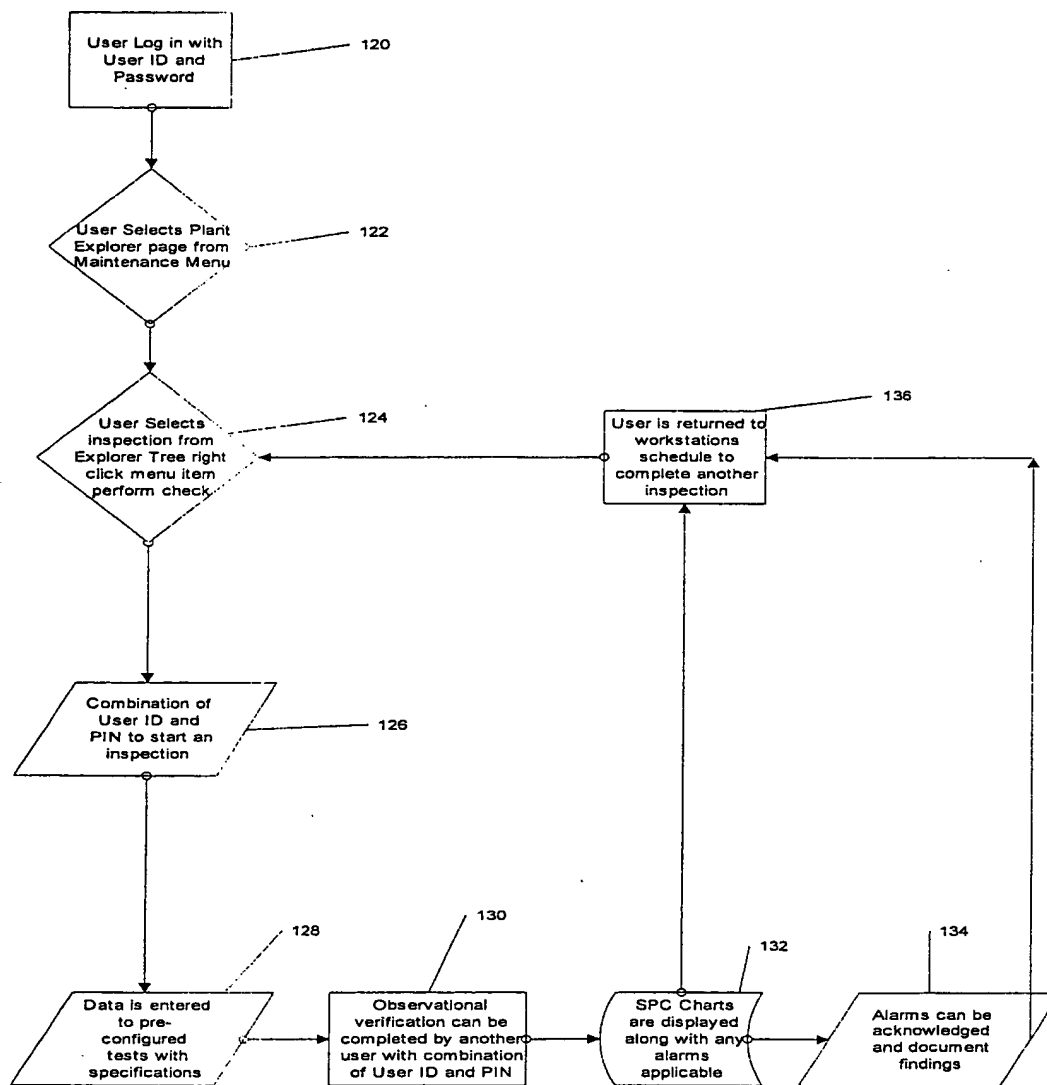 User Log in with
User ID and
Password
120
User Selects Plant
Explorer page from
Maintenance Menu
122
User Selects
inspection from
Explorer Tree right
click menu item
perform check
124
User is returned to
workstations
schedule to
complete another
inspection
136
Combination of
User ID and
PIN to start an
inspection
126
Data is entered
to pre-
configured
tests with
specifications
128
Observational
verification can be
completed by another
user with combination
of User ID and PIN
130
SPC Charts
are displayed
along with any
alarms
applicable
132
Alarms can be
acknowledged
and document
findings
134